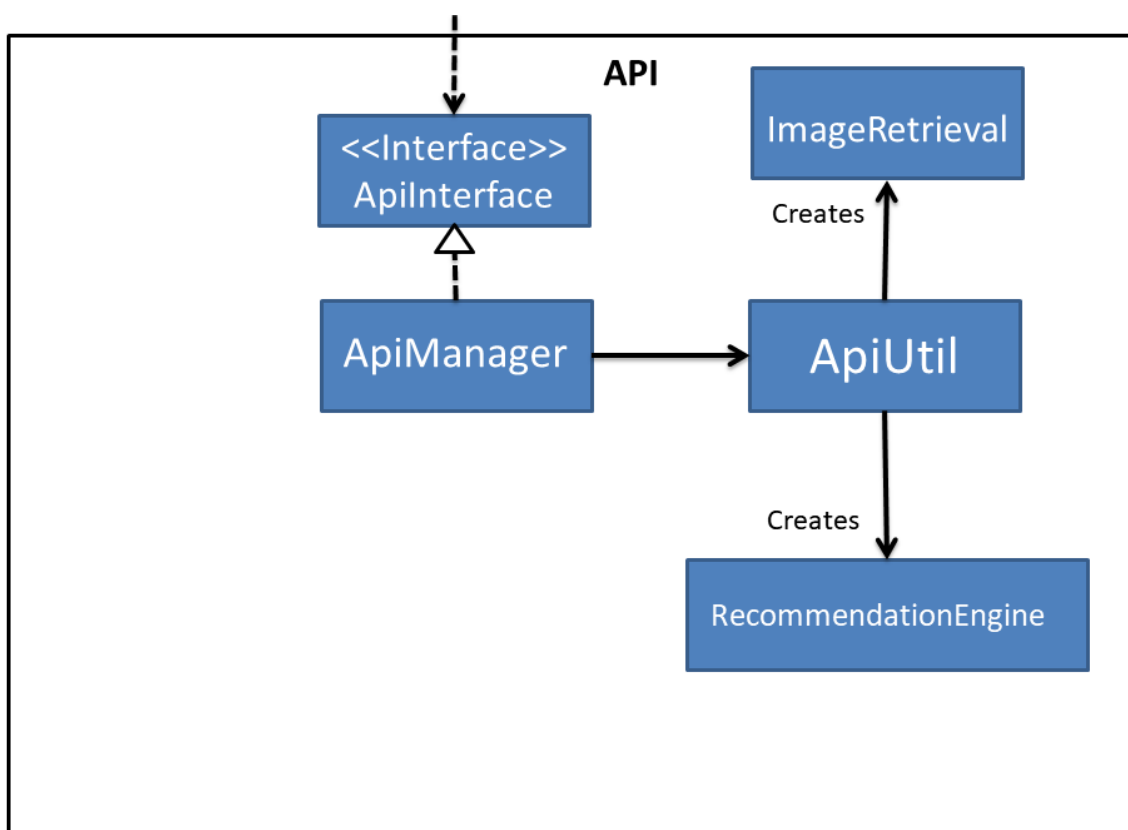 API
<<Interface>>
ApiInterface
ImageRetrieval
Creates
ApiManager
ApiUtil
Creates
RecommendationEngine